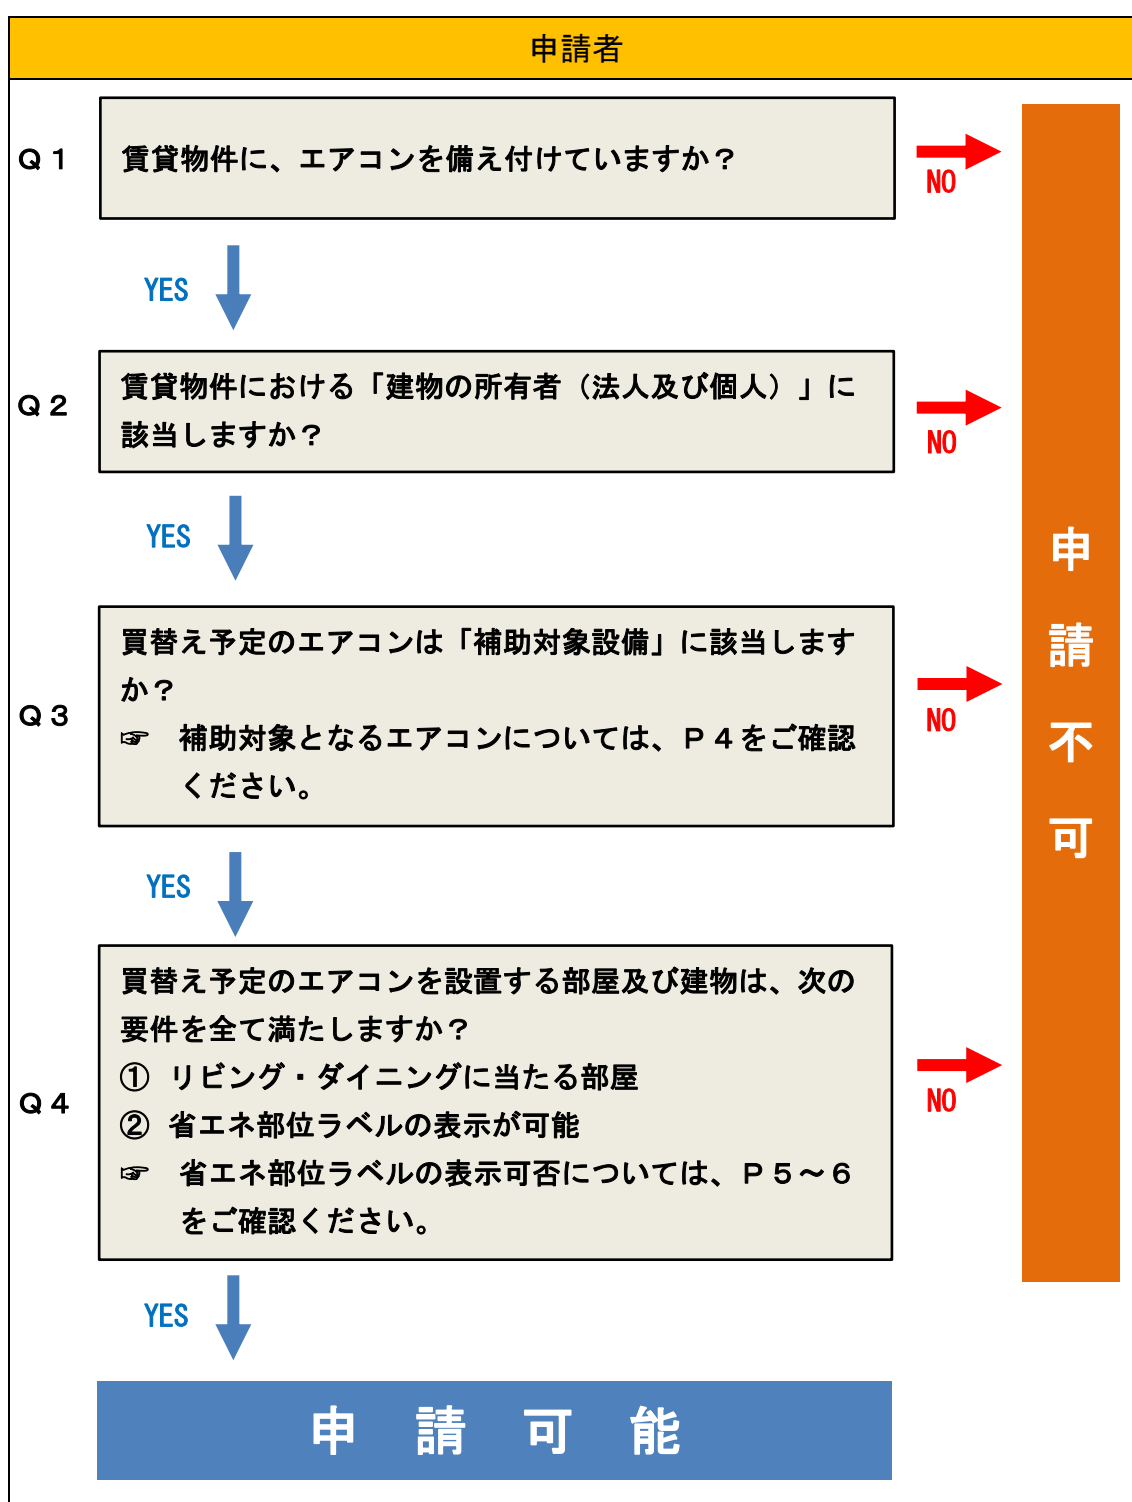 申請者
Ｑ１
賃貸物件に、エアコンを備え付けていますか？
NO
YES
Ｑ２
賃貸物件における「建物の所有者（法人及び個人）」に
該当しますか？
NO
YES
Ｑ３
買替え予定のエアコンは「補助対象設備」に該当します
か？
☞　補助対象となるエアコンについては、Ｐ４をご確認
ください。
NO
YES
Ｑ４
買替え予定のエアコンを設置する部屋及び建物は、次の
要件を全て満たしますか？
① リビング・ダイニングに当たる部屋
② 省エネ部位ラベルの表示が可能
☞　省エネ部位ラベルの表示可否については、Ｐ５～６
をご確認ください。
NO
YES
申請不可
申請可能